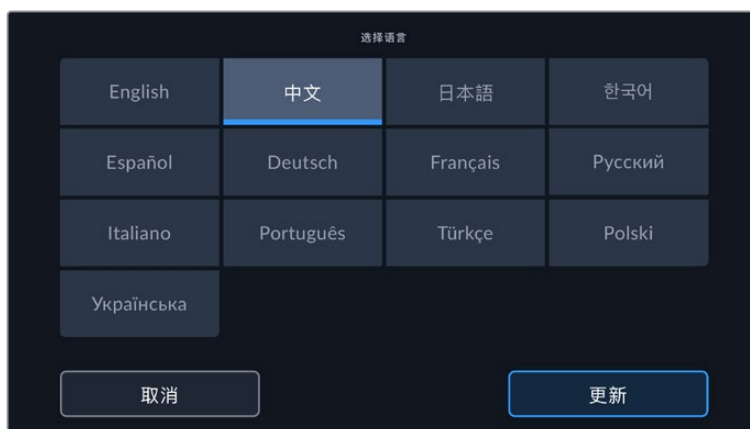 选择语言
English 中文 日本語 한국어
Español Deutsch Français Русский
Italiano Português Türkçe Polski
Українська
取消 更新